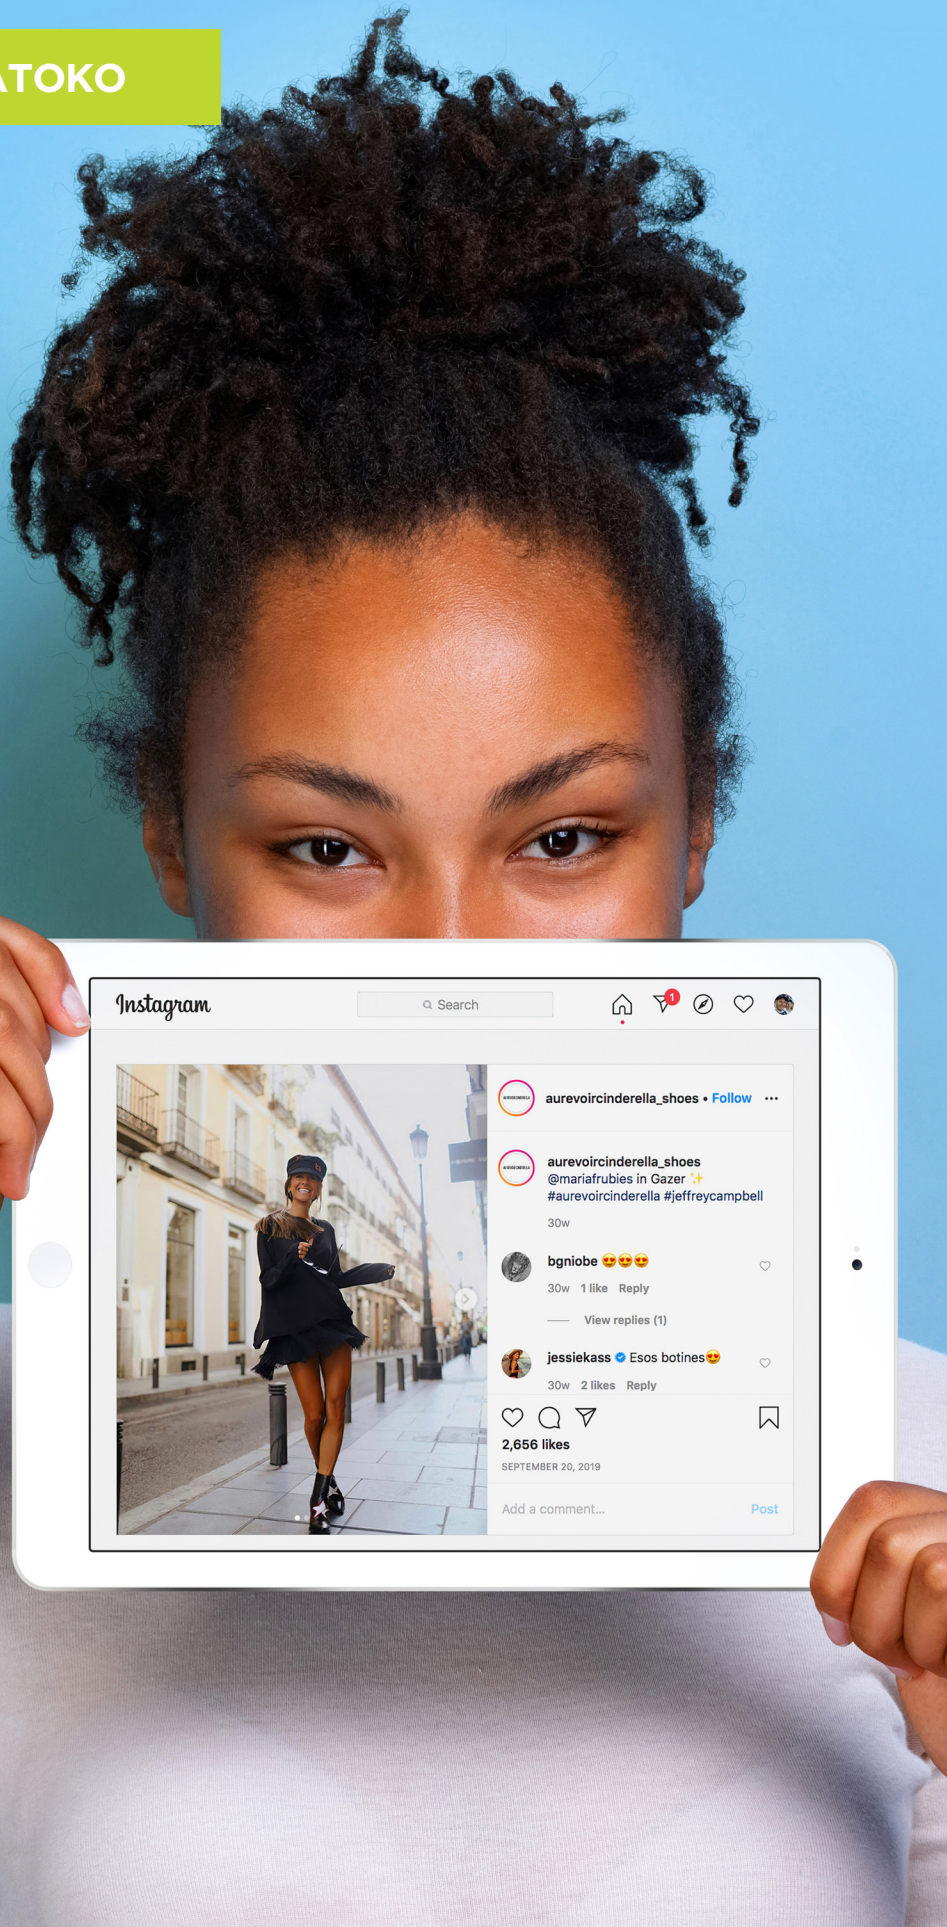 ATOKO
Instagram
Search
1
aurevoircinderella_shoes • Follow •••
aurevoircinderella_shoes
@mariafrubies in Gazer ✨
#aurevoircinderella #jeffreycampbell
30w
bgniobe 😍😍😍
30w 1 like Reply
View replies (1)
jessiekass Esos botines😍
30w 2 likes Reply
2,656 likes
SEPTEMBER 20, 2019
Add a comment... Post